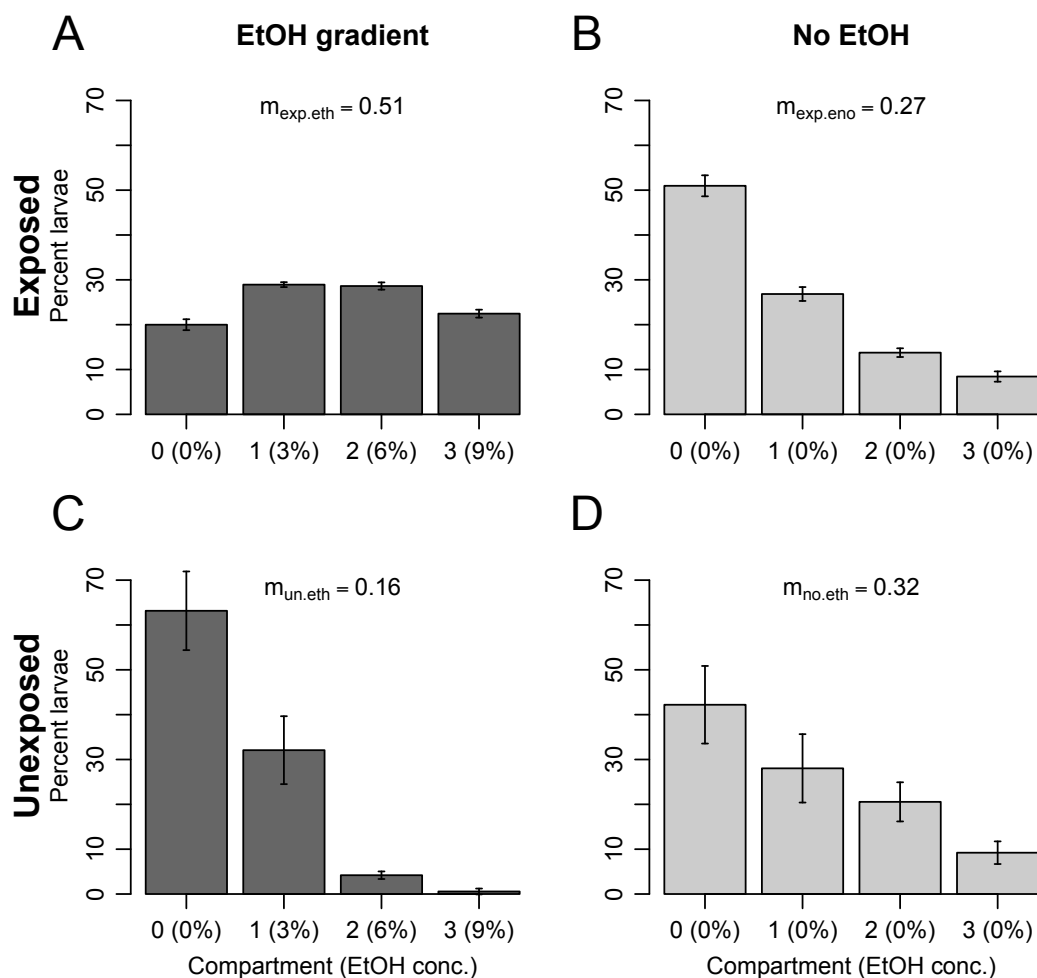 A
EtOH gradient
B
No EtOH
Exposed
Percent larvae
70
50
30
10
0
m_exp.eth = 0.51
0 (0%) 1 (3%) 2 (6%) 3 (9%)
70
50
30
10
0
m_exp.eno = 0.27
0 (0%) 1 (0%) 2 (0%) 3 (0%)
C
D
Unexposed
Percent larvae
70
50
30
10
0
m_un.eth = 0.16
0 (0%) 1 (3%) 2 (6%) 3 (9%)
Compartment (EtOH conc.)
70
50
30
10
0
m_no.eth = 0.32
0 (0%) 1 (0%) 2 (0%) 3 (0%)
Compartment (EtOH conc.)